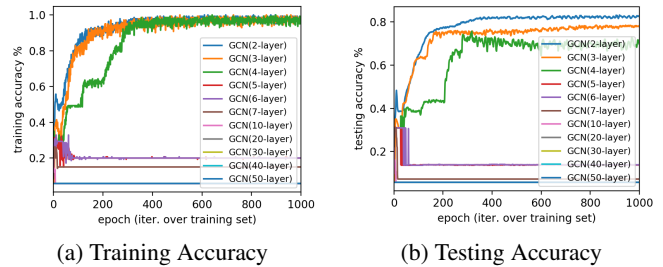 1.0
0.8
0.6
0.4
0.2
training accuracy %
GCN(2-layer)
GCN(3-layer)
GCN(4-layer)
GCN(5-layer)
GCN(6-layer)
GCN(7-layer)
GCN(10-layer)
GCN(20-layer)
GCN(30-layer)
GCN(40-layer)
GCN(50-layer)
0 200 400 600 800 1000
epoch (iter. over training set)
(a) Training Accuracy
0.8
0.6
0.4
0.2
testing accuracy %
GCN(2-layer)
GCN(3-layer)
GCN(4-layer)
GCN(5-layer)
GCN(6-layer)
GCN(7-layer)
GCN(10-layer)
GCN(20-layer)
GCN(30-layer)
GCN(40-layer)
GCN(50-layer)
0 200 400 600 800 1000
epoch (iter. over training set)
(b) Testing Accuracy